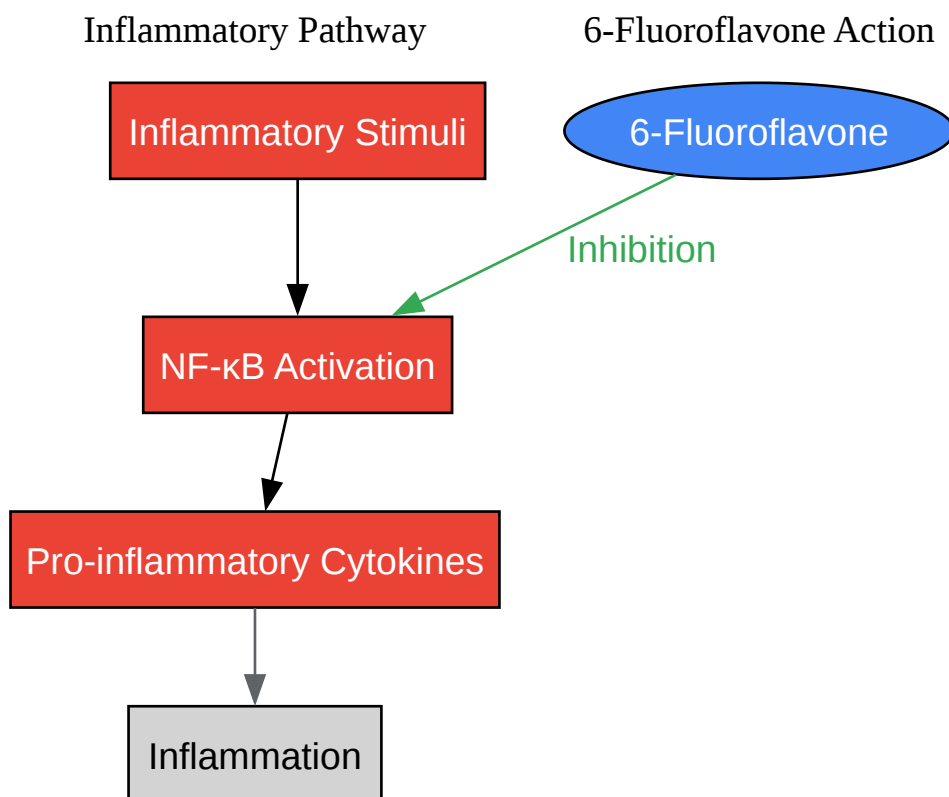 Inflammatory Pathway
6-Fluoroflavone Action
Inflammatory Stimuli
6-Fluoroflavone
Inhibition
NF-κB Activation
Pro-inflammatory Cytokines
Inflammation